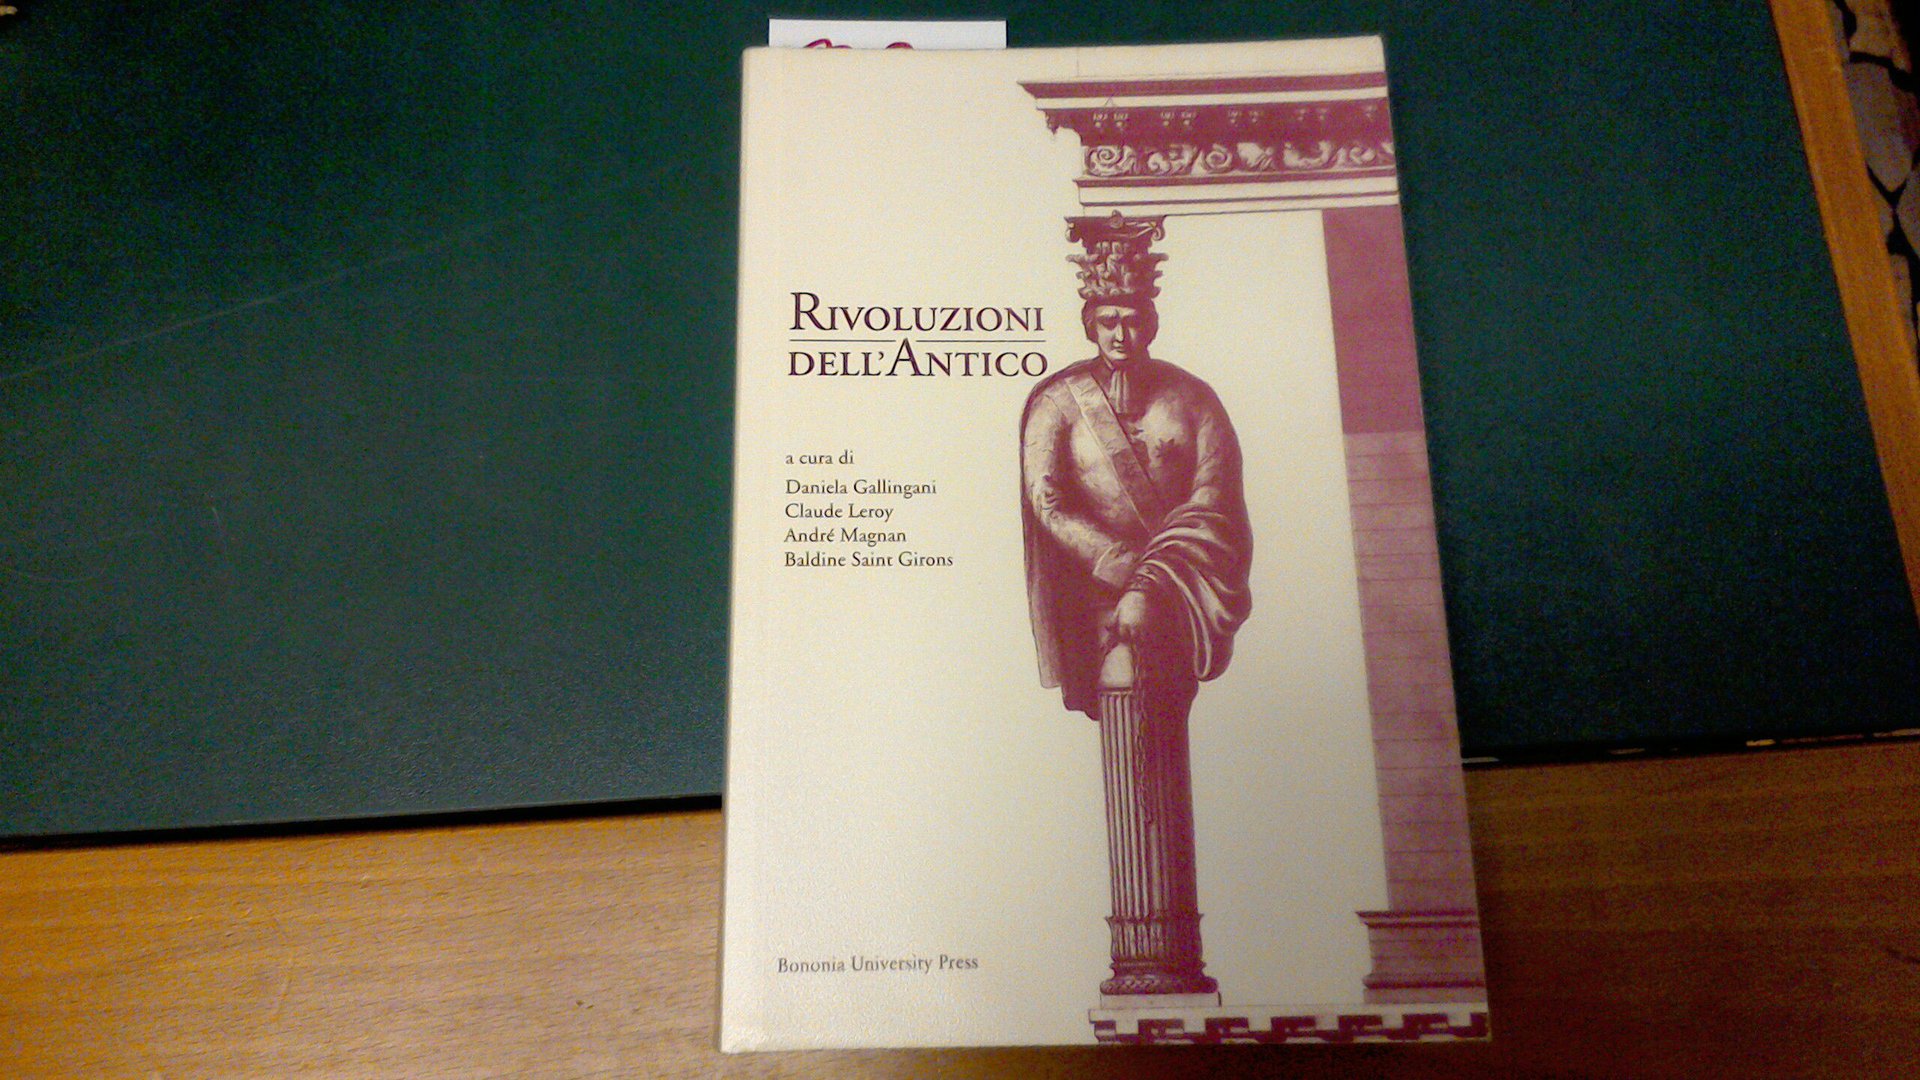 RIVOLUZIONI
DELL'ANTICO
a cura di
Daniela Gallingani
Claude Leroy
André Magnan
Baldine Saint Girons
Bononia University Press